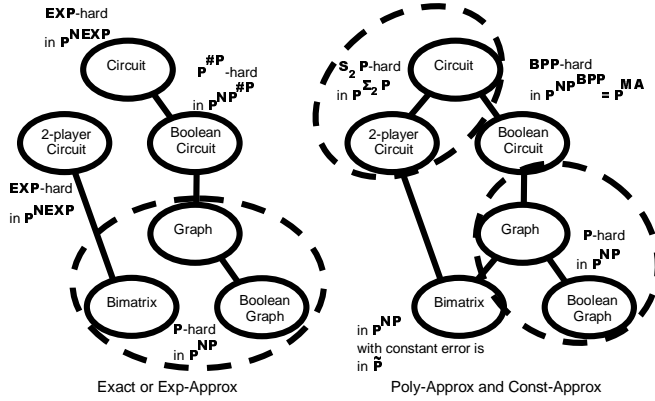 EXP-hard
in P^NEXP
Circuit
P^#P-hard
in P^NP^#P
2-player
Circuit
Boolean
Circuit
EXP-hard
in P^NEXP
Graph
Bimatrix
Boolean
Graph
P-hard
in P^NP
Exact or Exp-Approx
S₂P-hard
in P^Σ₂P
Circuit
BPP-hard
in P^NP^BPP = P^MA
2-player
Circuit
Boolean
Circuit
Graph
P-hard
in P^NP
Bimatrix
Boolean
Graph
in P^NP
with constant error is
in P̃
Poly-Approx and Const-Approx